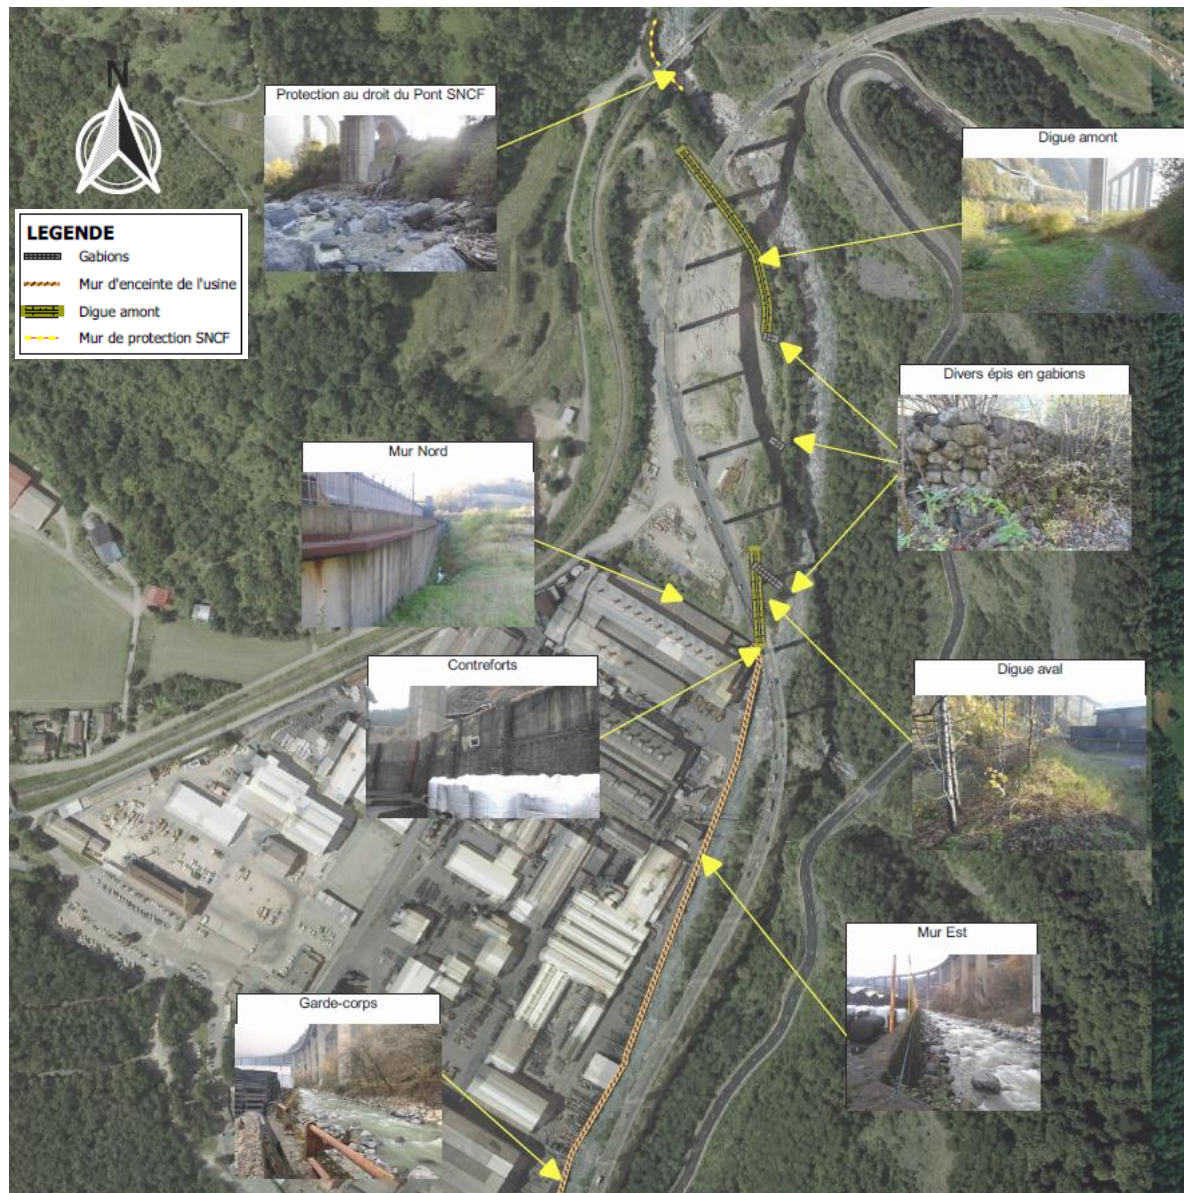 N
Protection au droit du Pont SNCF
Digue amont
LEGENDE
Gabions
Mur d'enceinte de l'usine
Digue amont
Mur de protection SNCF
Divers épis en gabions
Mur Nord
Contreforts
Digue aval
Mur Est
Garde-corps